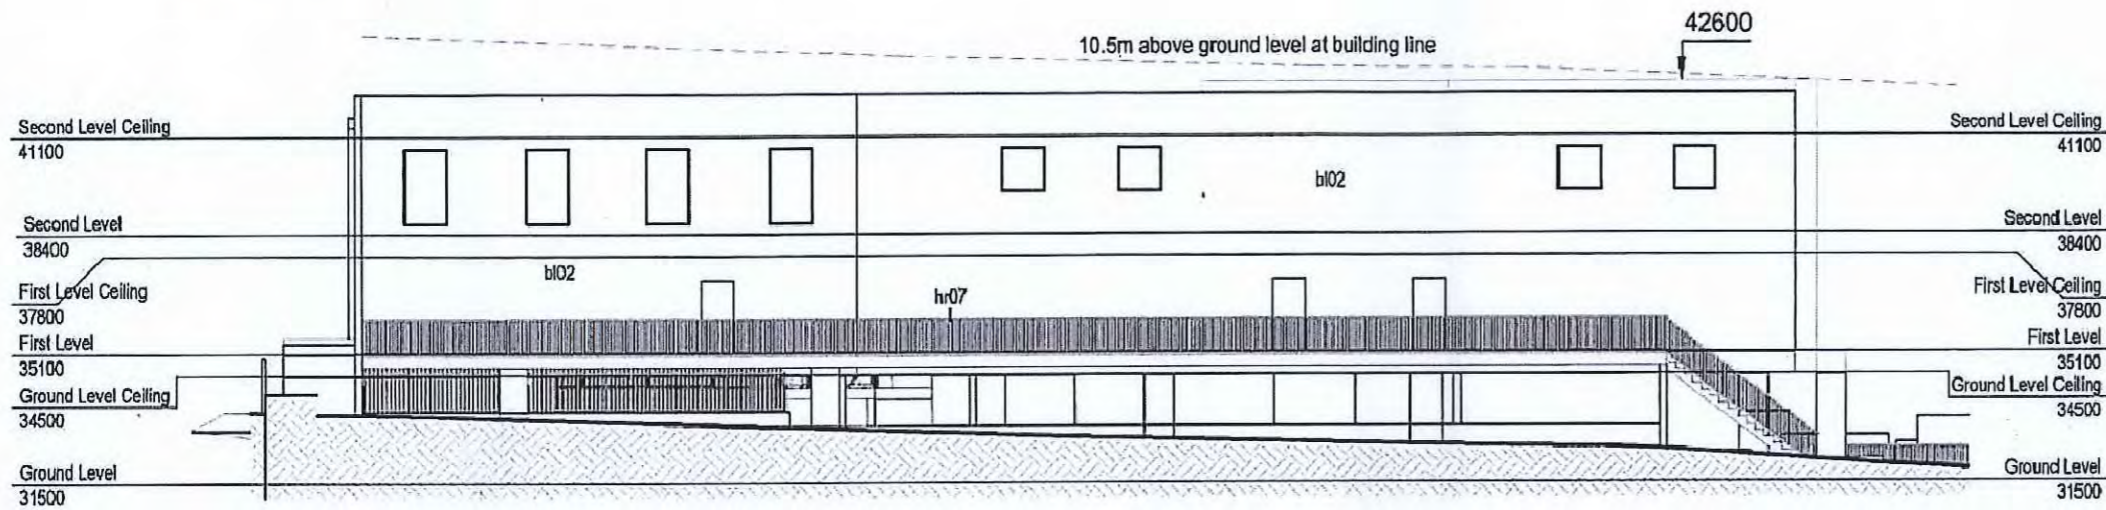 42600
10.5m above ground level at building line
Second Level Ceiling
41100
Second Level Ceiling
41100
bl02
Second Level
38400
Second Level
38400
bl02
First Level Ceiling
37800
hr07
First Level Ceiling
37800
First Level
35100
First Level
35100
Ground Level Ceiling
34500
Ground Level Ceiling
34500
Ground Level
31500
Ground Level
31500